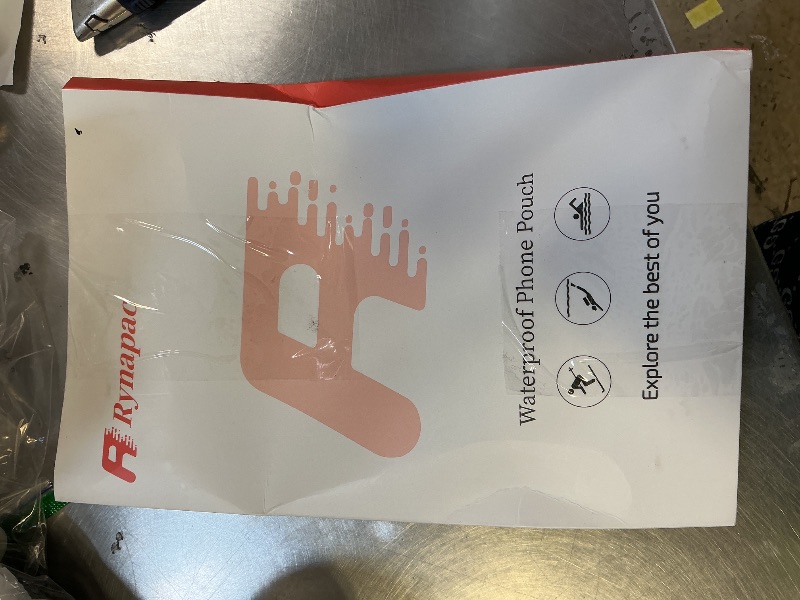 Rynapac
Waterproof Phone Pouch
Explore the best of you